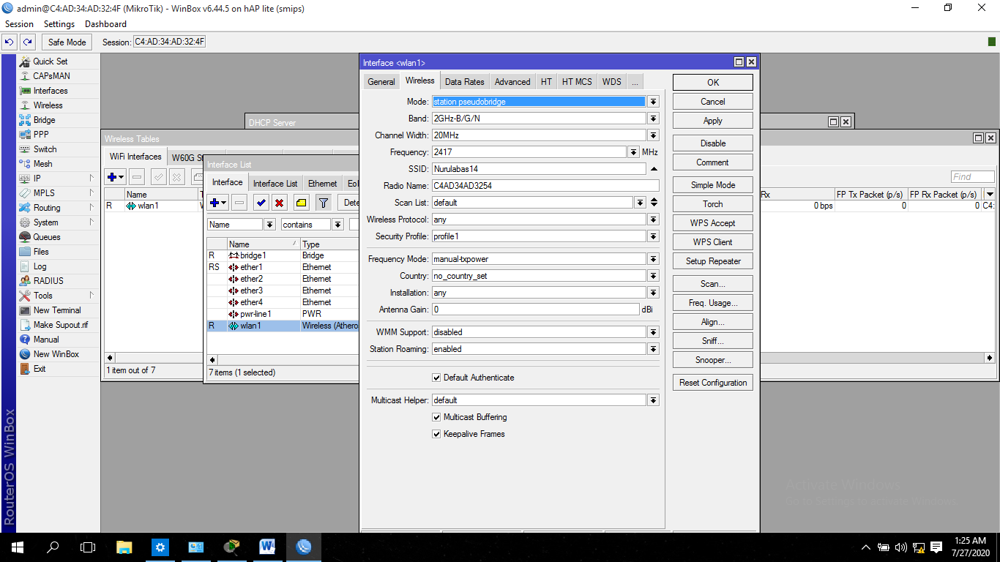 admin@C4:AD:34:AD:32:4F (MikroTik) - WinBox v6.44.5 on hAP lite (smips)
Session Settings Dashboard
Safe Mode Session: C4:AD:34:AD:32:4F
Quick Set
CAPsMAN
Interfaces
Wireless
Bridge
PPP
Switch
Mesh
IP
MPLS
Routing
System
Queues
Files
Log
RADIUS
Tools
New Terminal
Make Supout.rif
Manual
New WinBox
Exit
RouterOS WinBox
DHCP Server
Wireless Tables
WiFi Interfaces W60G
Find
Name
Rx FP Tx Packet (p/s) FP Rx Packet (p/s)
R wlan1
0 bps 0 0 C4:
1 item out of 7
Interface List
Interface Interface List Ethernet EoI
Dete
Name contains
Name Type
R bridge1 Bridge
RS ether1 Ethernet
ether2 Ethernet
ether3 Ethernet
ether4 Ethernet
pwr-line1 PWR
R wlan1 Wireless (Athero
7 items (1 selected)
Interface <wlan1>
General Wireless Data Rates Advanced HT HT MCS WDS ...
Mode: station pseudobridge
Band: 2GHz-B/G/N
Channel Width: 20MHz
Frequency: 2417 MHz
SSID: Nurulabas14
Radio Name: C4AD34AD3254
Scan List: default
Wireless Protocol: any
Security Profile: profile1
Frequency Mode: manual-txpower
Country: no_country_set
Installation: any
Antenna Gain: 0 dBi
WMM Support: disabled
Station Roaming: enabled
Default Authenticate
Multicast Helper: default
Multicast Buffering
Keepalive Frames
OK
Cancel
Apply
Disable
Comment
Simple Mode
Torch
WPS Accept
WPS Client
Setup Repeater
Scan...
Freq. Usage...
Align...
Sniff...
Snooper...
Reset Configuration
Activate Windows
Go to Settings to activate Windows.
1:25 AM
7/27/2020